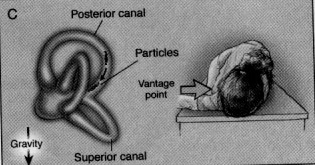 C
Posterior canal
Particles
Vantage
point
Gravity
Superior canal